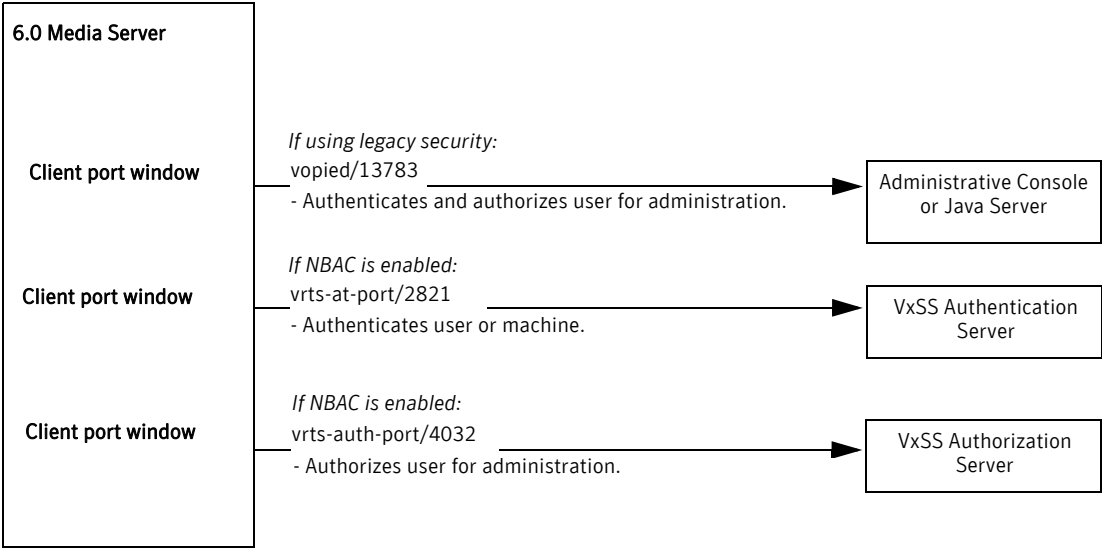 6.0 Media Server
If using legacy security:
Client port window
vopied/13783
- Authenticates and authorizes user for administration.
Administrative Console
or Java Server
If NBAC is enabled:
Client port window
vrts-at-port/2821
- Authenticates user or machine.
VxSS Authentication
Server
If NBAC is enabled:
Client port window
vrts-auth-port/4032
- Authorizes user for administration.
VxSS Authorization
Server